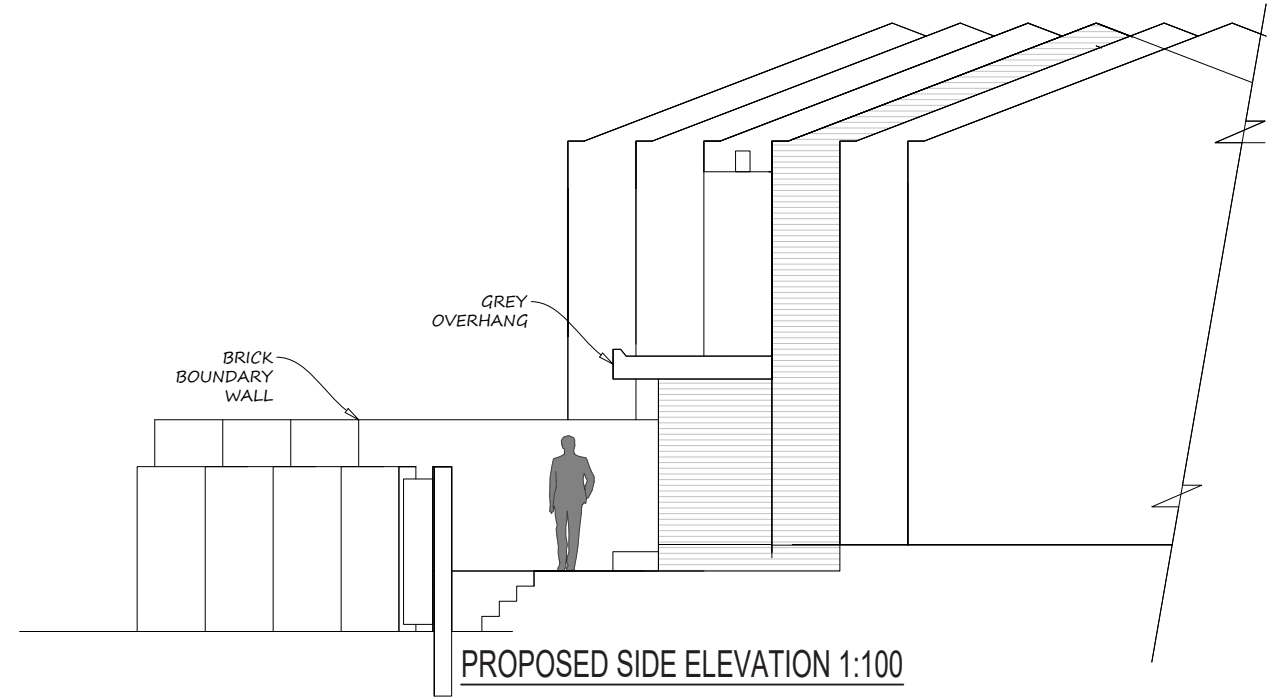 GREY
OVERHANG
BRICK
BOUNDARY
WALL
PROPOSED SIDE ELEVATION 1:100